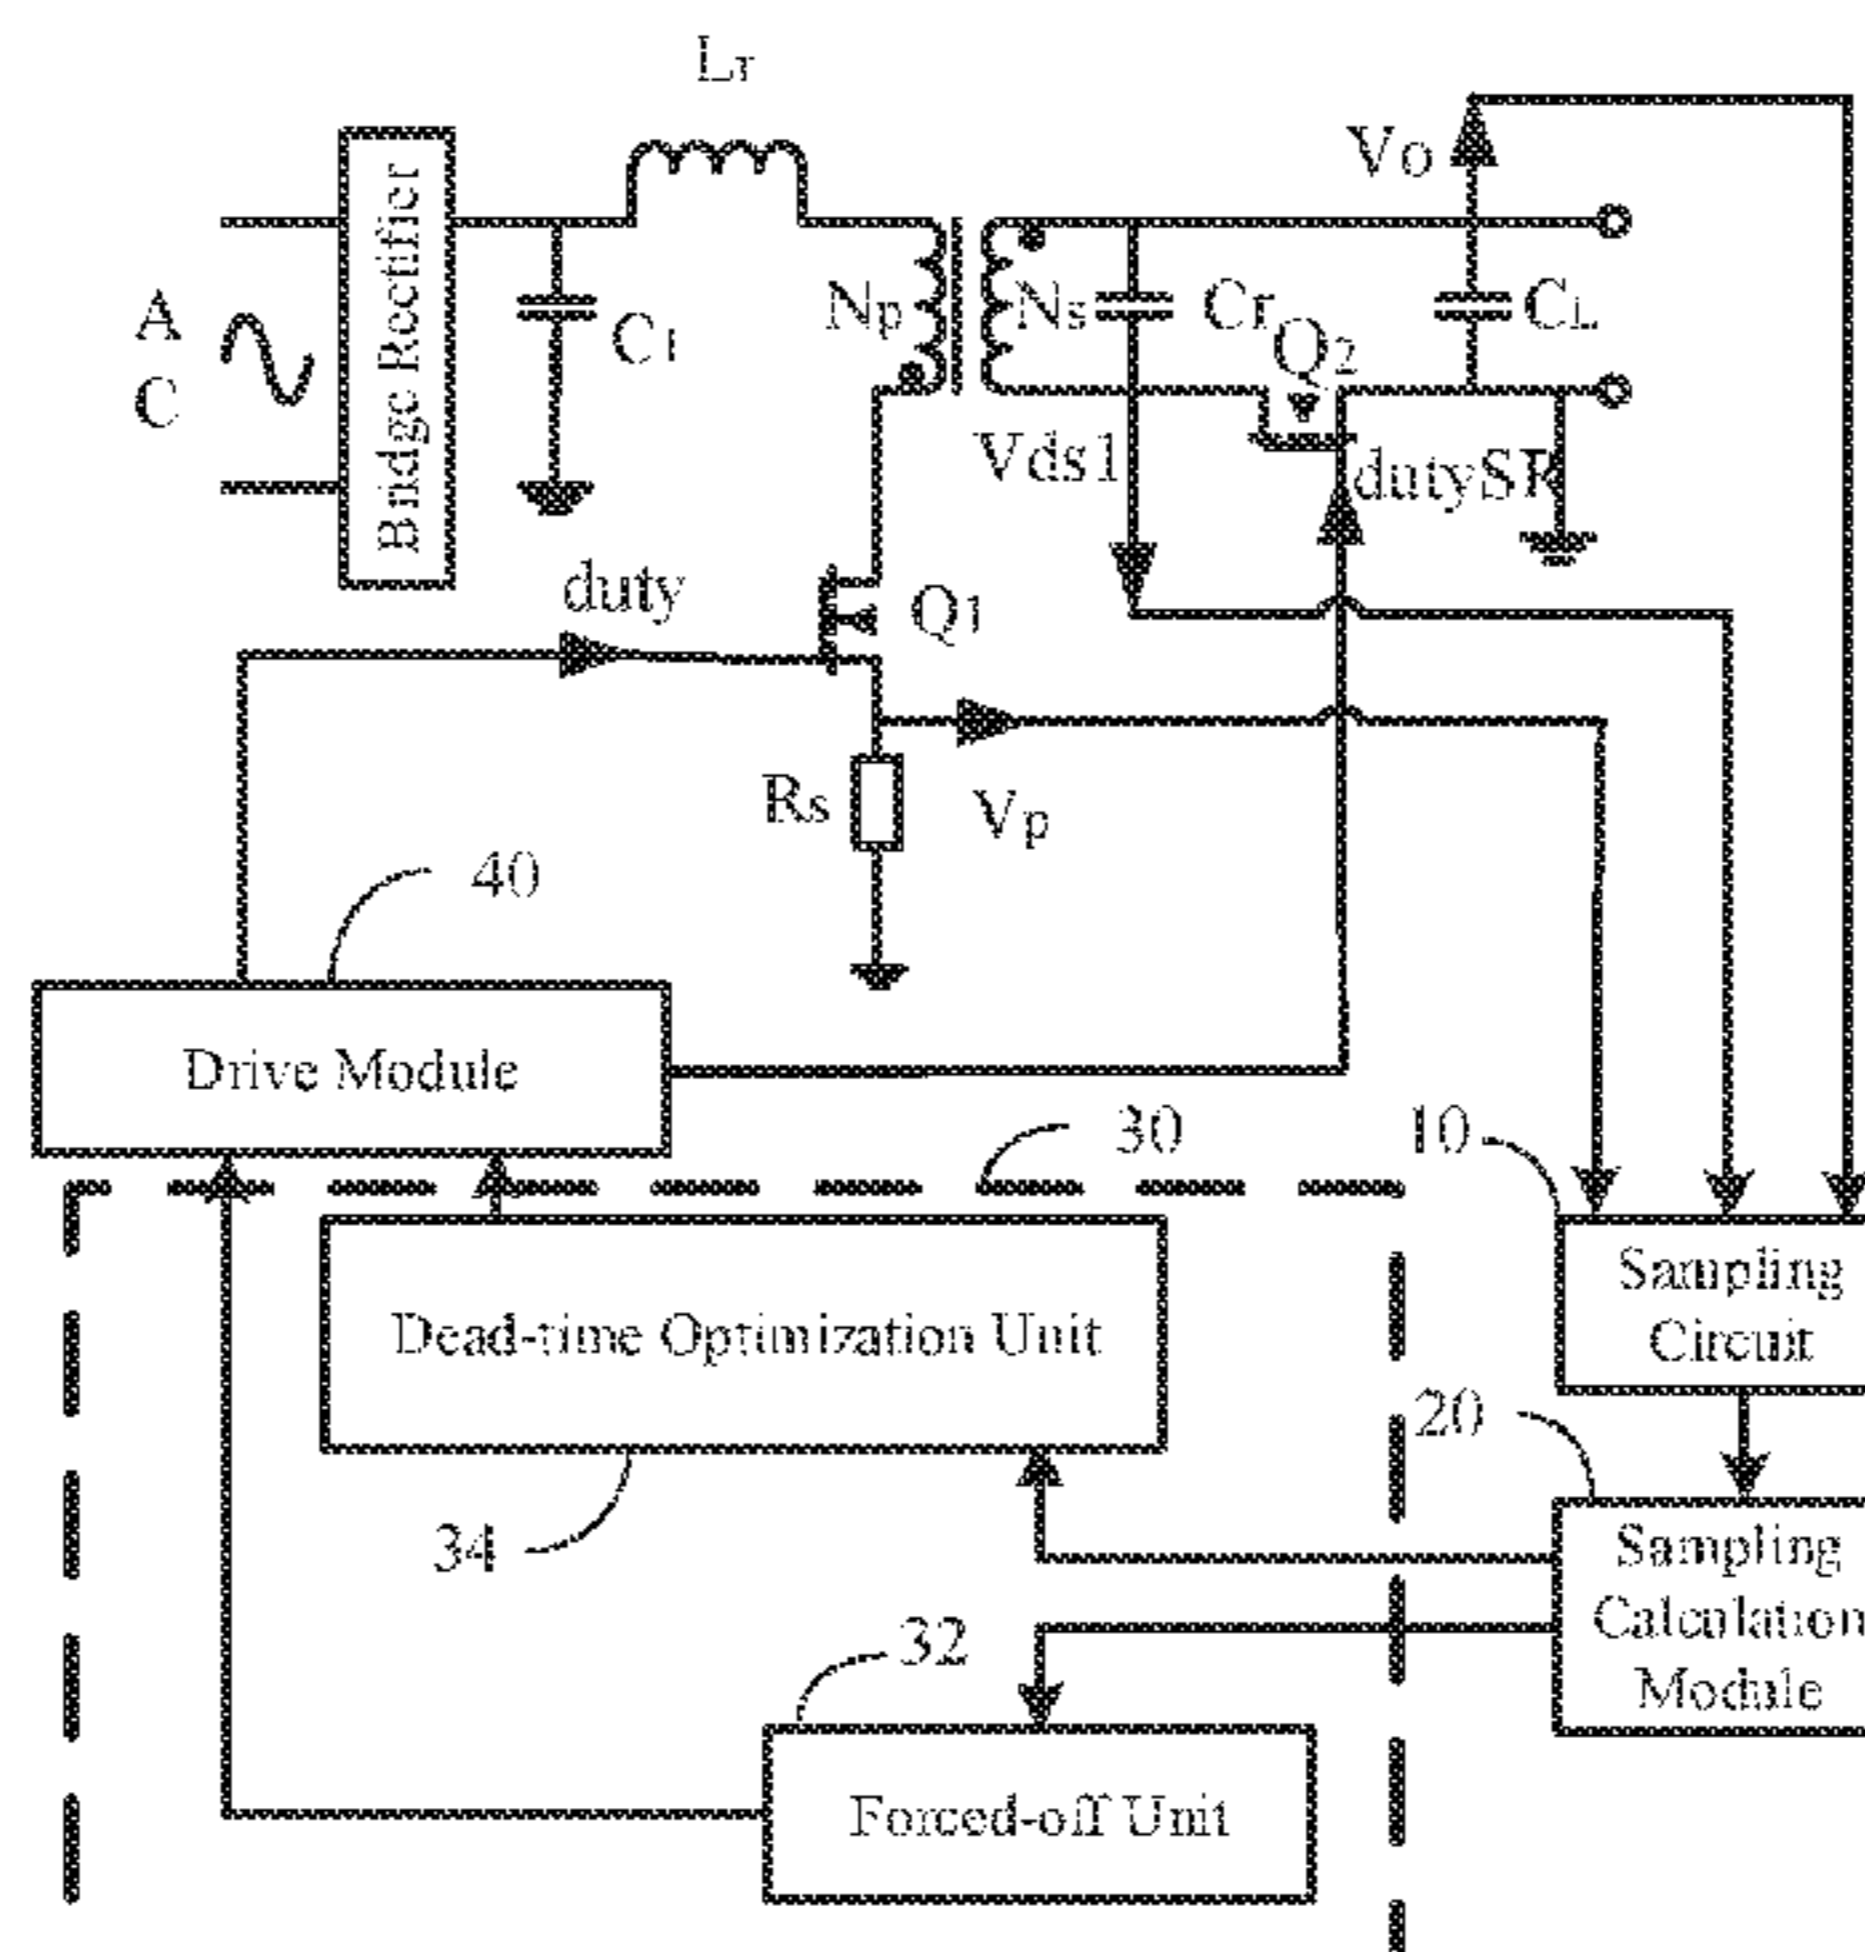 Lr
Vo
A
C
Bridge Rectifier
C1
Np
Ns
Cr
Q2
CL
Vds1
dutySR
duty
Q1
Rs
Vp
40
Drive Module
30
10
Sampling
Circuit
Dead-time Optimization Unit
20
34
Sampling
Calculation
Module
32
Forced-off Unit